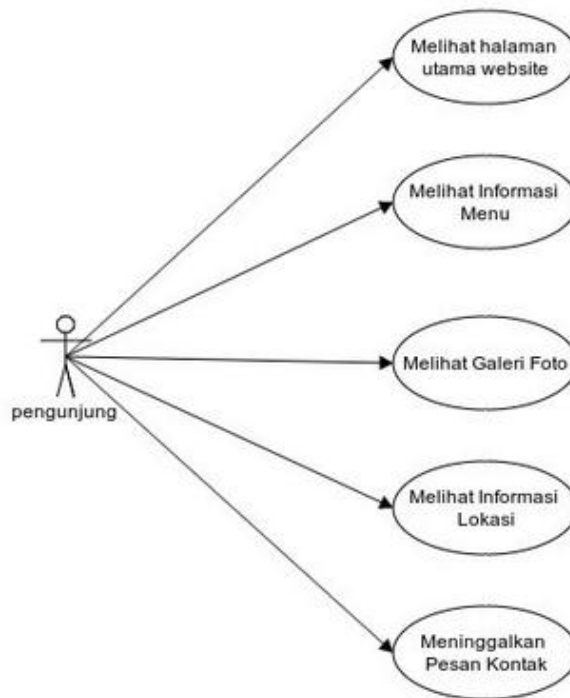 Melihat halaman
utama website
Melihat Informasi
Menu
Melihat Galeri Foto
pengunjung
Melihat Informasi
Lokasi
Meninggalkan
Pesan Kontak